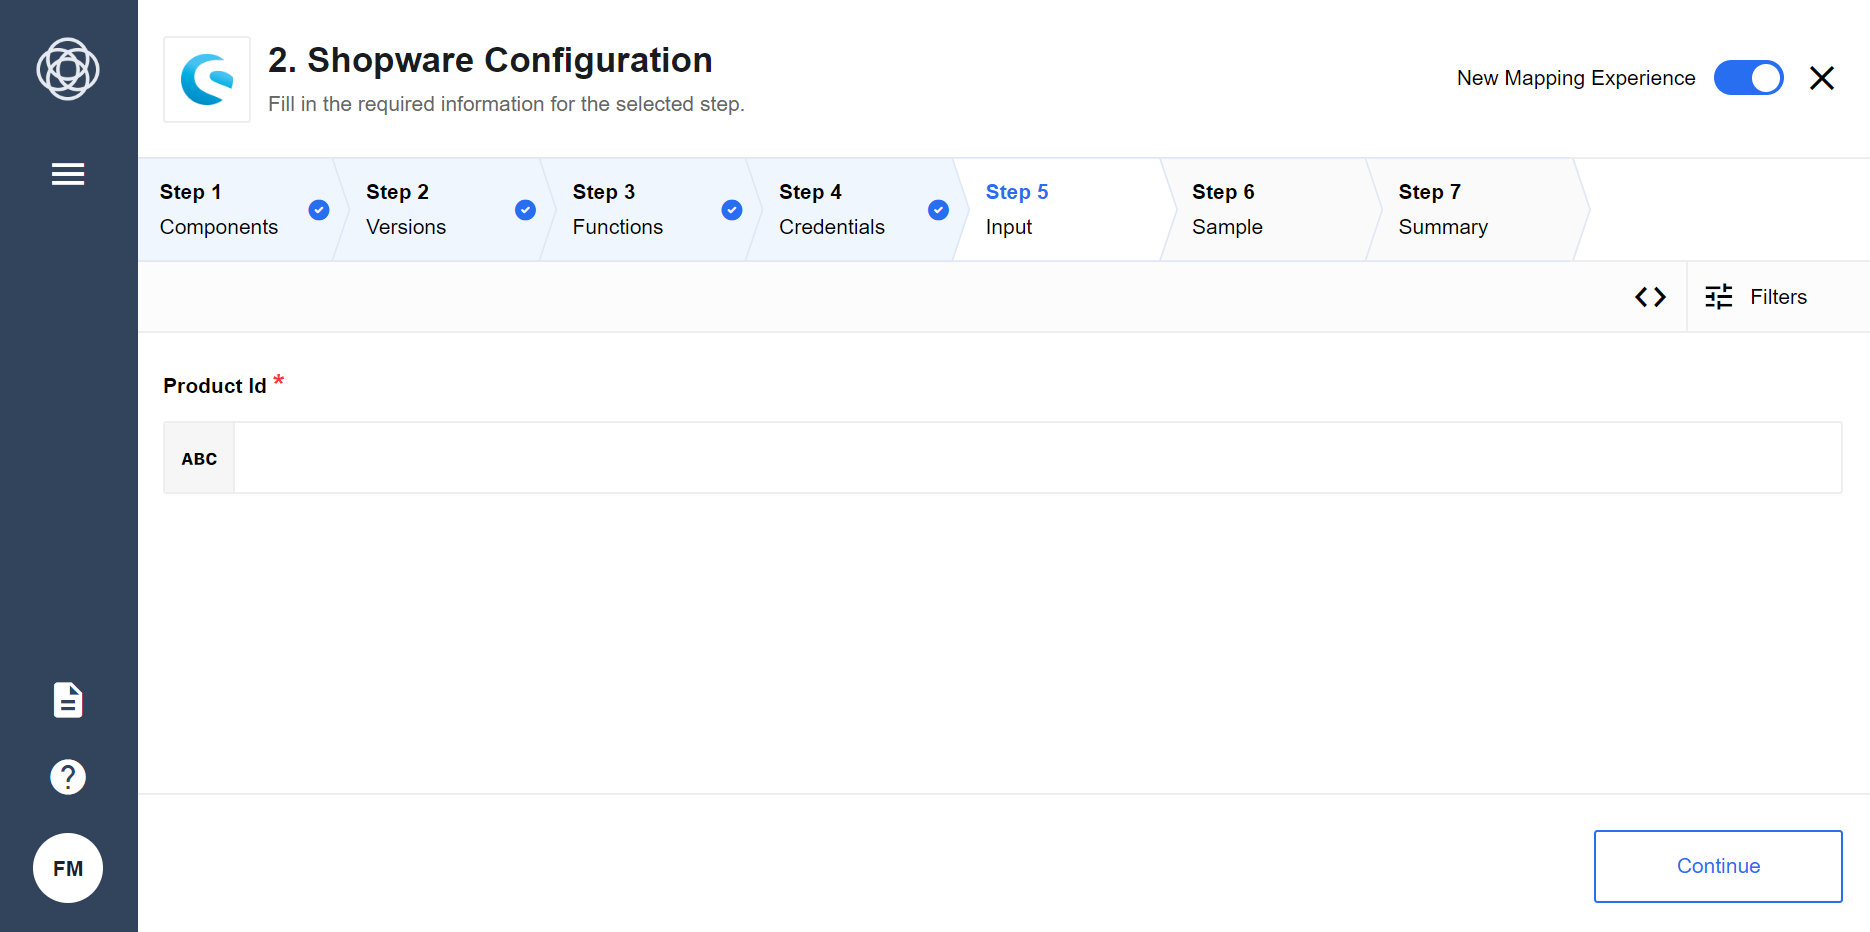 2. Shopware Configuration
Fill in the required information for the selected step.
New Mapping Experience
Step 1
Components
Step 2
Versions
Step 3
Functions
Step 4
Credentials
Step 5
Input
Step 6
Sample
Step 7
Summary
Filters
Product Id *
ABC
?
FM
Continue